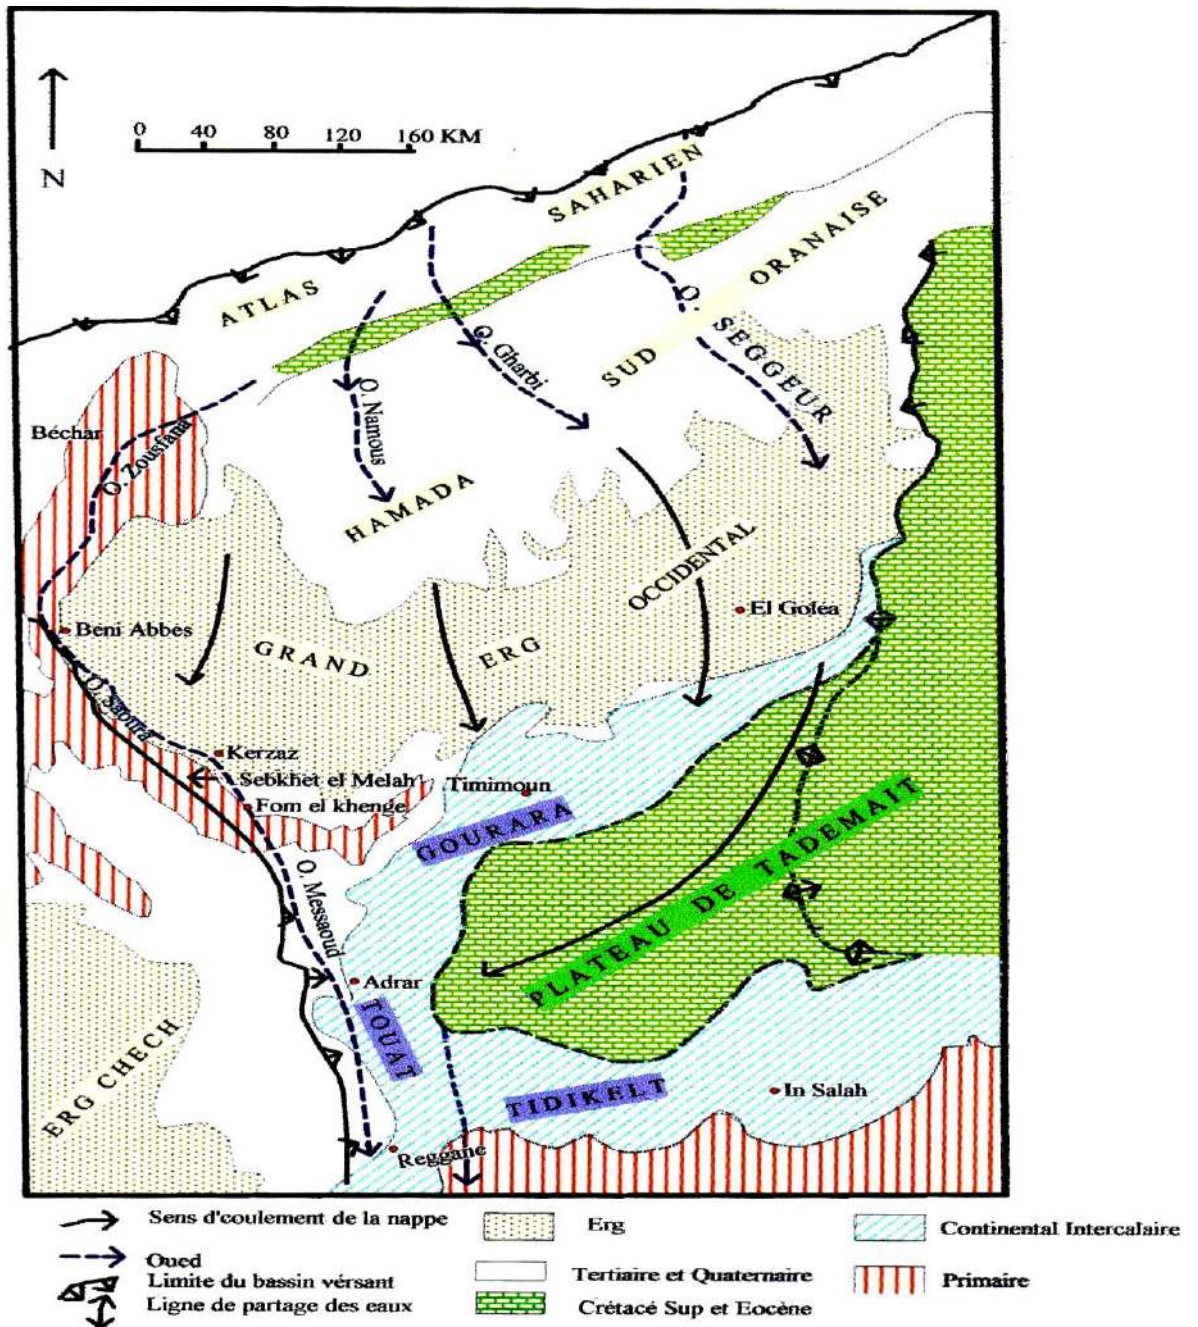 0 40 80 120 160 KM
N
ATLAS SAHARIEN
SUD ORANAISE
O. SEGGEUR
O. Gharbi
O. Namous
Béchar
O. Zousfana
HAMADA
GRAND ERG OCCIDENTAL
El Goléa
Beni Abbes
O. Saoura
Kerzaz
Sebkhet el Melah
Fom el khenge
Timimoun
GOURARA
PLATEAU DE TADEMAIT
O. Messaoud
Adrar
TOUAT
ERG CHECH
TIDIKELT
In Salah
Reggane
Sens d'coulement de la nappe
Oued
Limite du bassin vérsant
Ligne de partage des eaux
Erg
Tertiaire et Quaternaire
Crétacé Sup et Eocène
Continental Intercalaire
Primaire